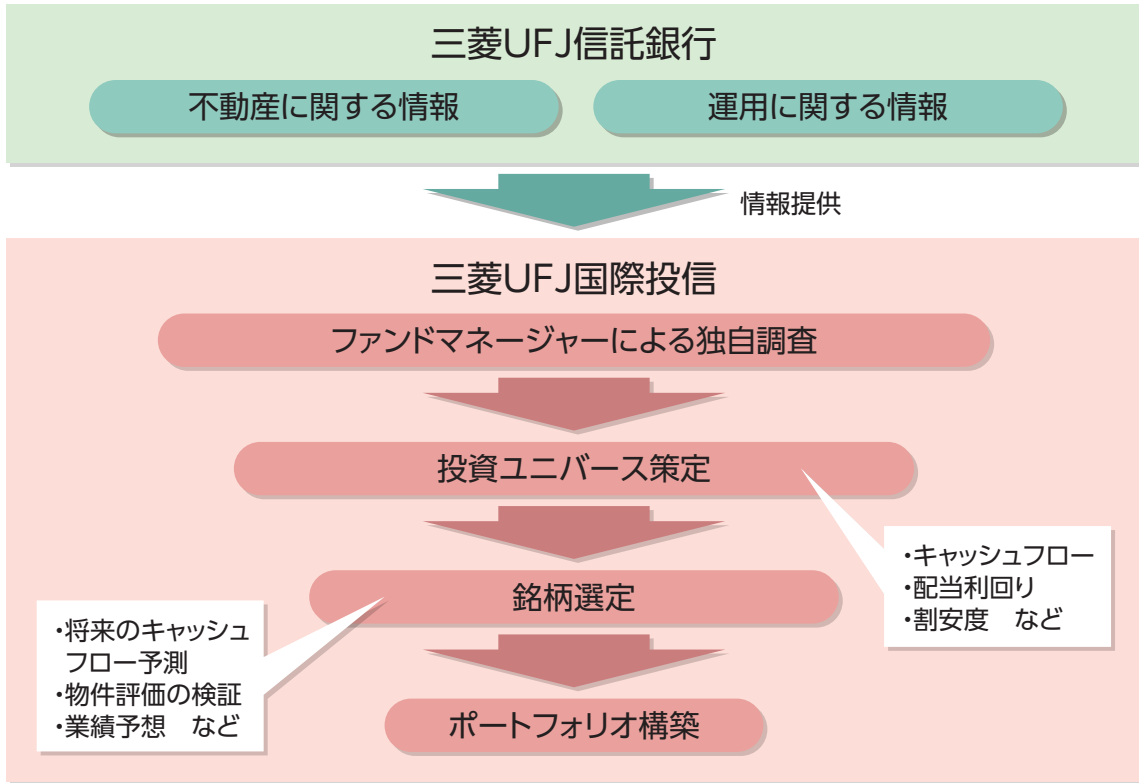 三菱UFJ信託銀行
不動産に関する情報
運用に関する情報
情報提供
三菱UFJ国際投信
ファンドマネージャーによる独自調査
投資ユニバース策定
・キャッシュフロー
・配当利回り
・割安度　など
銘柄選定
・将来のキャッシュ
フロー予測
・物件評価の検証
・業績予想　など
ポートフォリオ構築